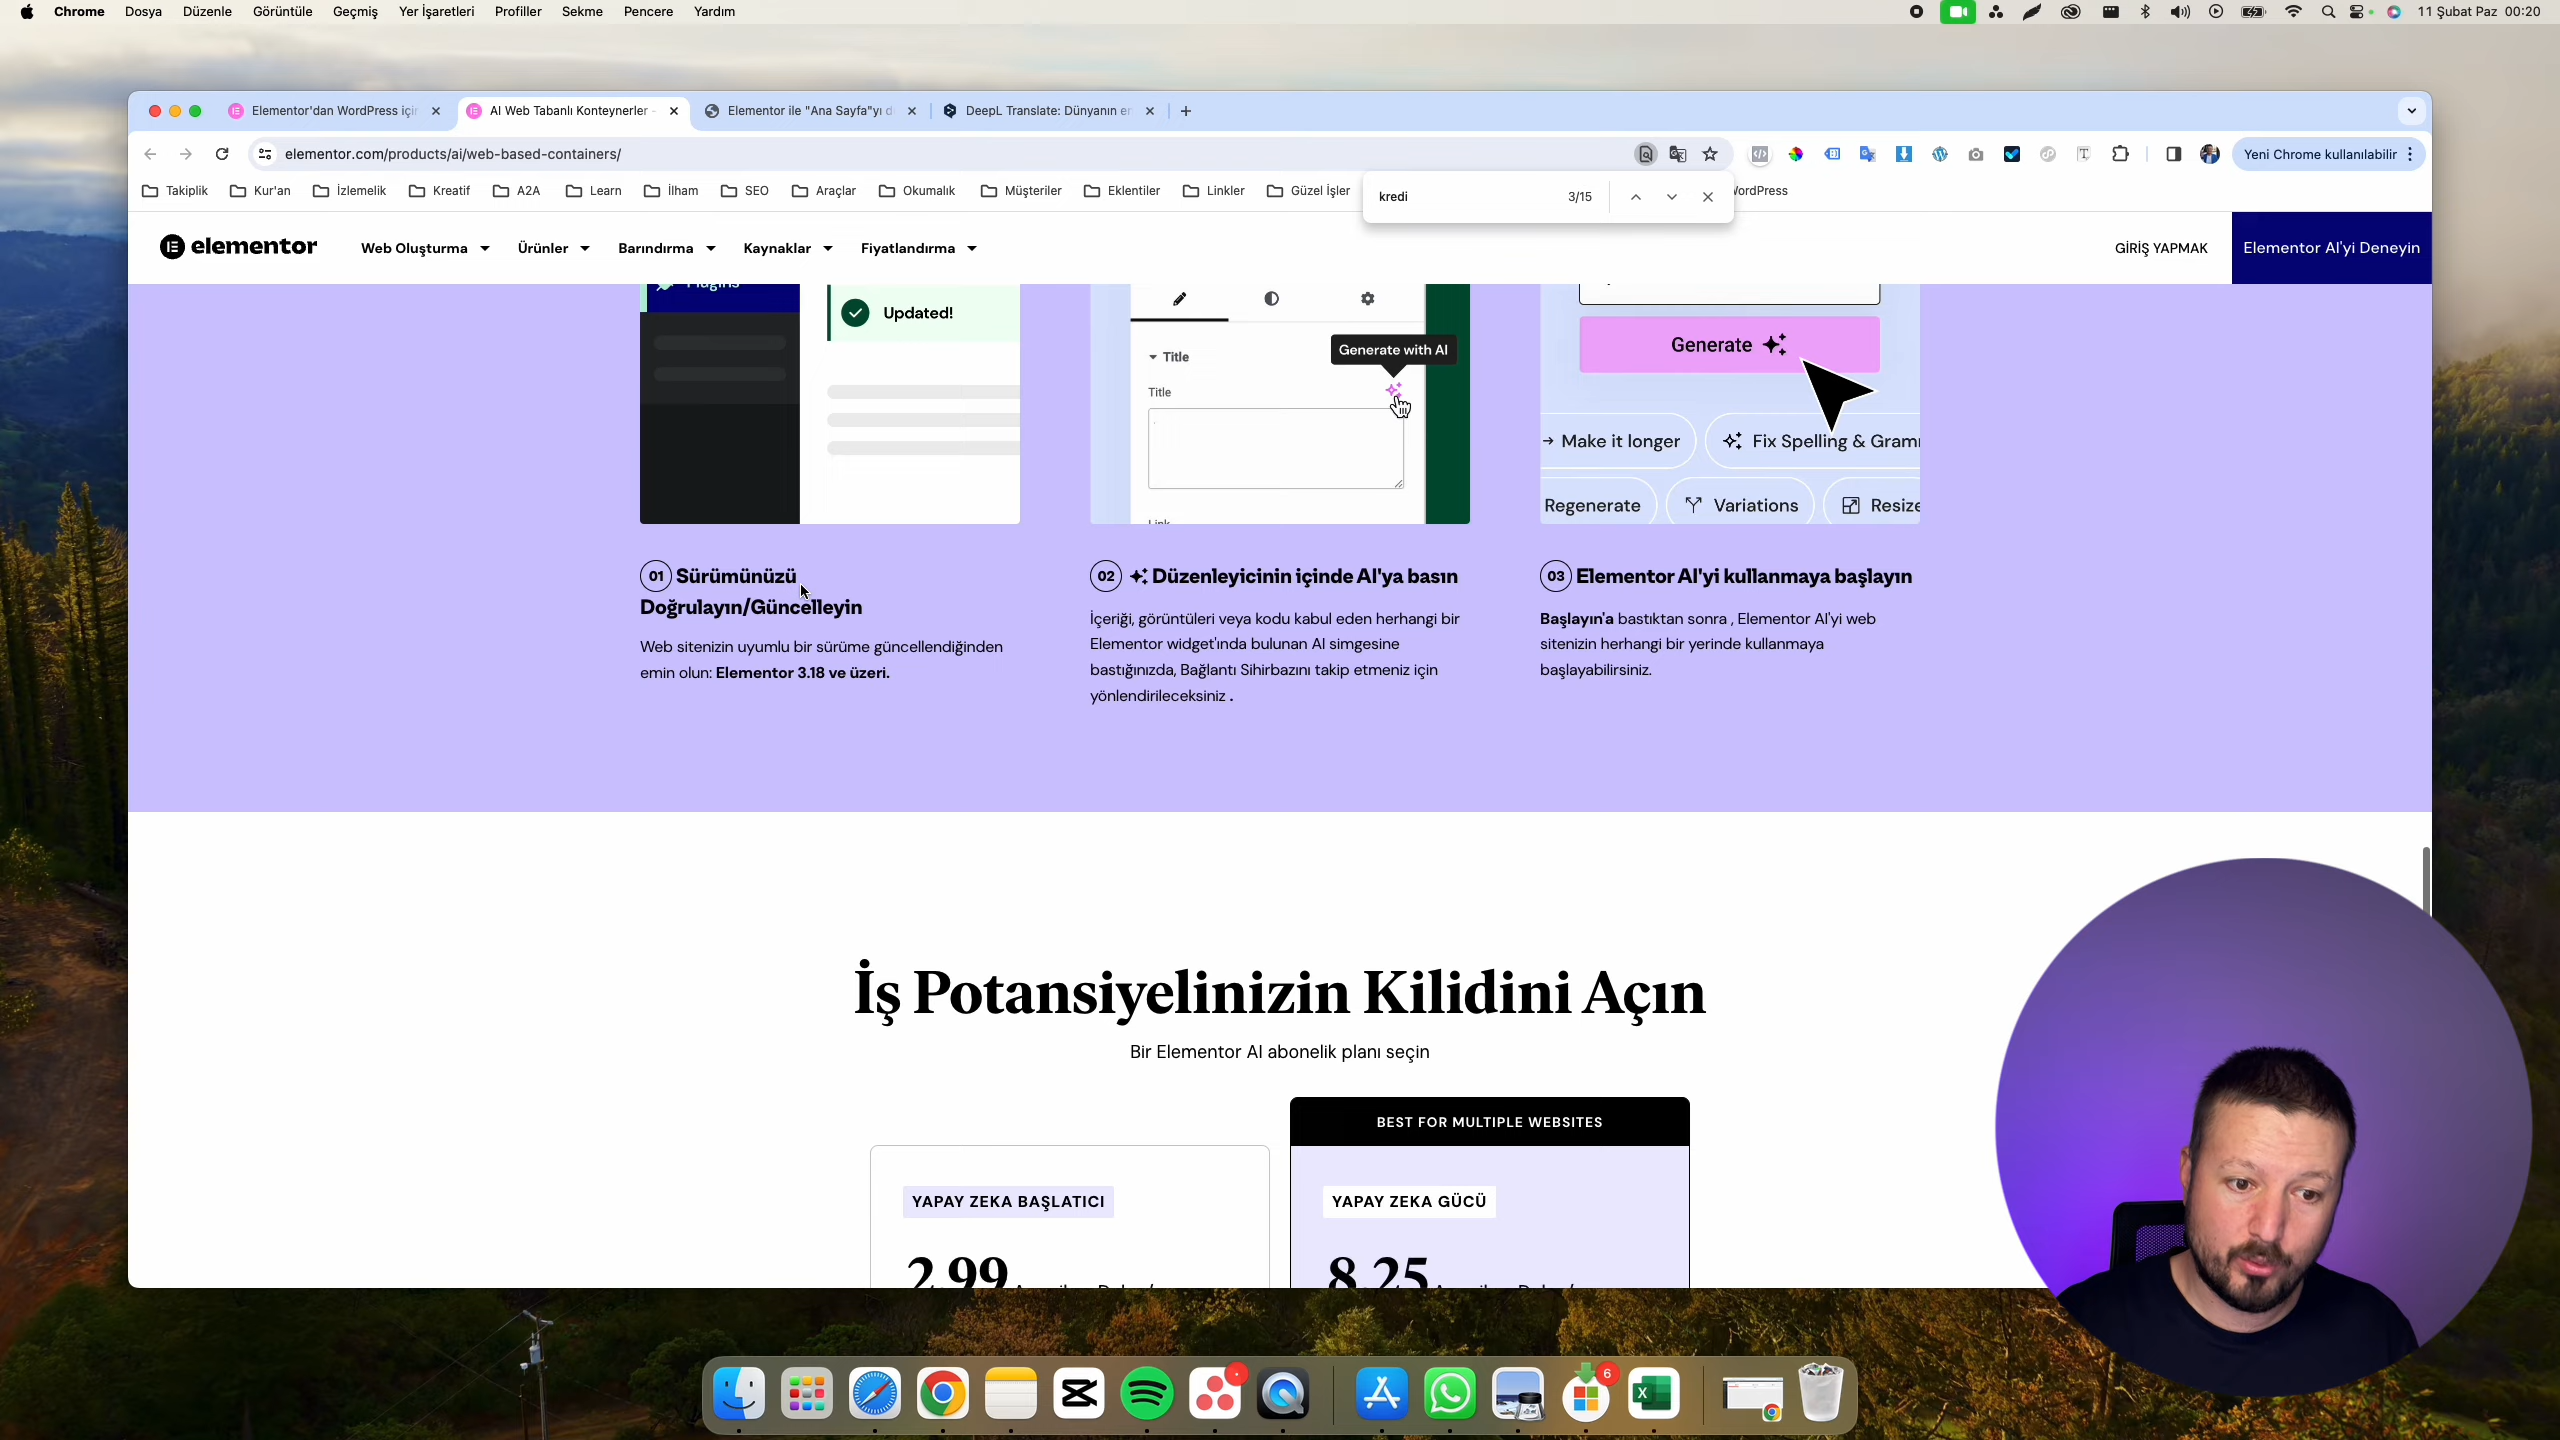 Chrome Dosya Düzenle Görüntüle Geçmiş Yer İşaretleri Profiller Sekme Pencere Yardım
11 Şubat Paz 00:20
Elementor'dan WordPress içi
AI Web Tabanlı Konteynerler -
Elementor ile "Ana Sayfa"yı d
DeepL Translate: Dünyanın er
elementor.com/products/ai/web-based-containers/
Yeni Chrome kullanılabilir
Takiplik Kur'an İzlemelik Kreatif A2A Learn İlham SEO Araçlar Okumalık Müşteriler Eklentiler Linkler Güzel İşler
kredi 3/15
elementor
Web Oluşturma Ürünler Barındırma Kaynaklar Fiyatlandırma
GİRİŞ YAPMAK
Elementor AI'yi Deneyin
Updated!
Title
Generate with AI
Title
Generate
Make it longer
Fix Spelling &
Regenerate
Variations
01 Sürümünüzü
Doğrulayın/Güncelleyin
Web sitenizin uyumlu bir sürüme güncellendiğinden
emin olun: Elementor 3.18 ve üzeri.
02 Düzenleyicinin içinde AI'ya basın
İçeriği, görüntüleri veya kodu kabul eden herhangi bir
Elementor widget'ında bulunan AI simgesine
bastığınızda, Bağlantı Sihirbazını takip etmeniz için
yönlendirileceksiniz .
03 Elementor AI'yi kullanmaya başlayın
Başlayın'a bastıktan sonra , Elementor AI'yi web
sitenizin herhangi bir yerinde kullanmaya
başlayabilirsiniz.
İş Potansiyelinizin Kilidini Açın
Bir Elementor AI abonelik planı seçin
YAPAY ZEKA BAŞLATICI
2.99
BEST FOR MULTIPLE WEBSITES
YAPAY ZEKA GÜCÜ
8.25
6